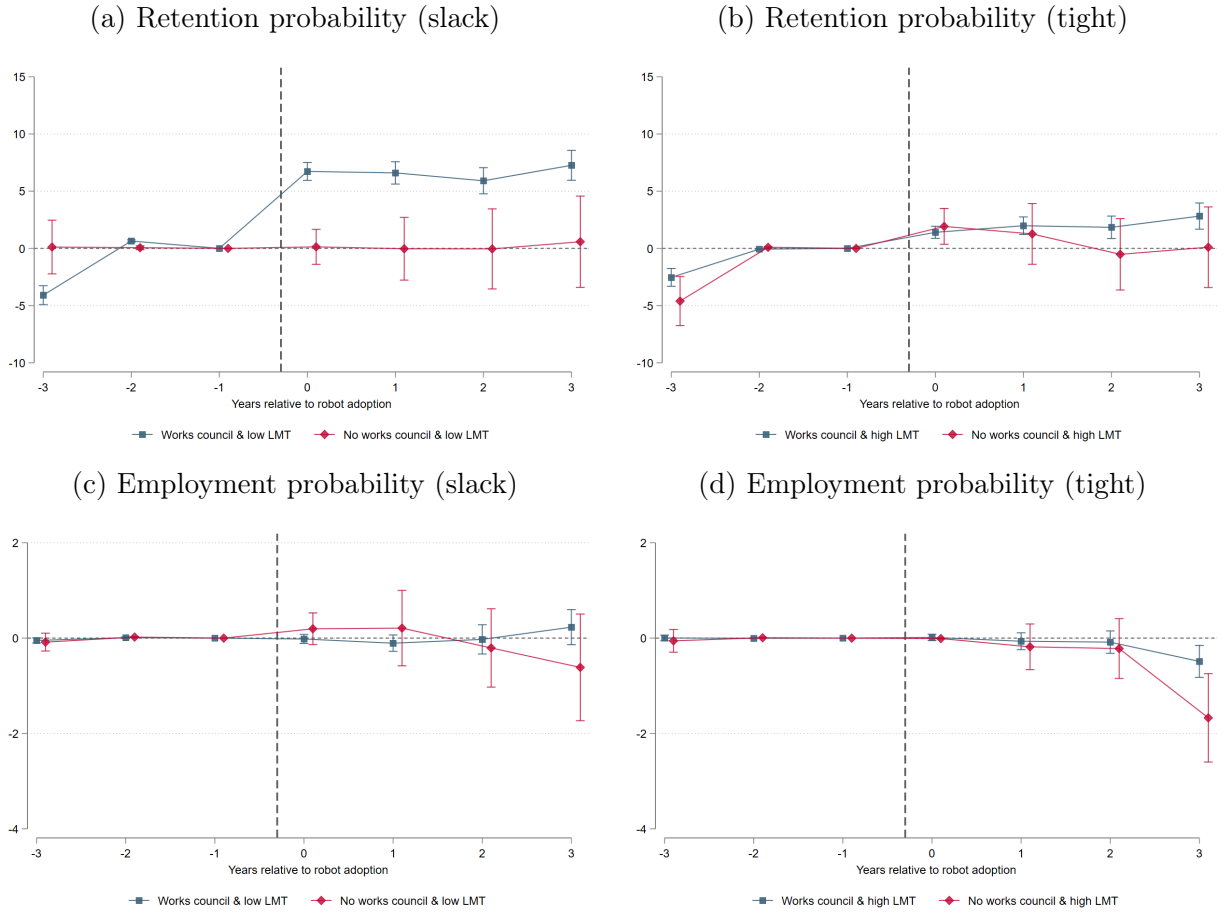 (a) Retention probability (slack)
15
10
5
0
-5
-10
-3 -2 -1 0 1 2 3
Years relative to robot adoption
Works council & low LMT No works council & low LMT
(b) Retention probability (tight)
15
10
5
0
-5
-10
-3 -2 -1 0 1 2 3
Years relative to robot adoption
Works council & high LMT No works council & high LMT
(c) Employment probability (slack)
2
0
-2
-4
-3 -2 -1 0 1 2 3
Years relative to robot adoption
Works council & low LMT No works council & low LMT
(d) Employment probability (tight)
2
0
-2
-4
-3 -2 -1 0 1 2 3
Years relative to robot adoption
Works council & high LMT No works council & high LMT